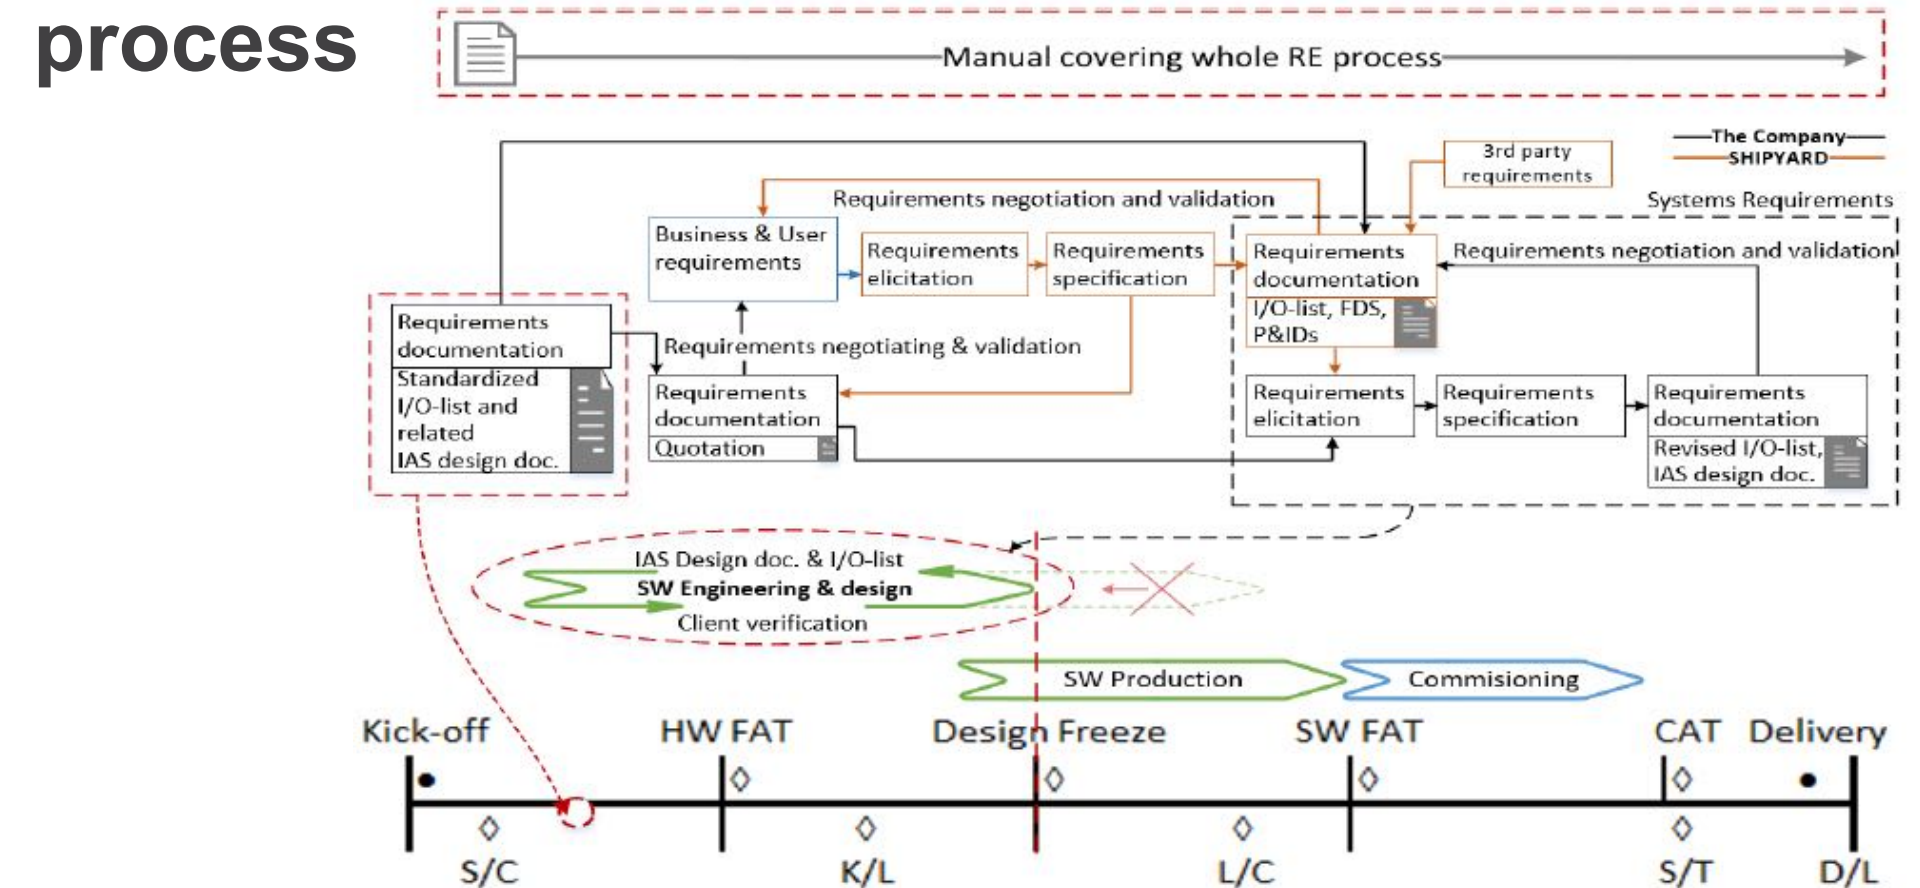 process
Manual covering whole RE process
The Company
SHIPYARD
3rd party
requirements
Systems Requirements
Requirements negotiation and validation
Business & User
requirements
Requirements
elicitation
Requirements
specification
Requirements
documentation
I/O-list, FDS,
P&IDs
Requirements negotiation and validation
Requirements
documentation
Standardized
I/O-list and
related
IAS design doc.
Requirements negotiating & validation
Requirements
documentation
Quotation
Requirements
elicitation
Requirements
specification
Requirements
documentation
Revised I/O-list,
IAS design doc.
IAS Design doc. & I/O-list
SW Engineering & design
Client verification
SW Production
Commisioning
Kick-off
HW FAT
Design Freeze
SW FAT
CAT
Delivery
S/C
K/L
L/C
S/T
D/L